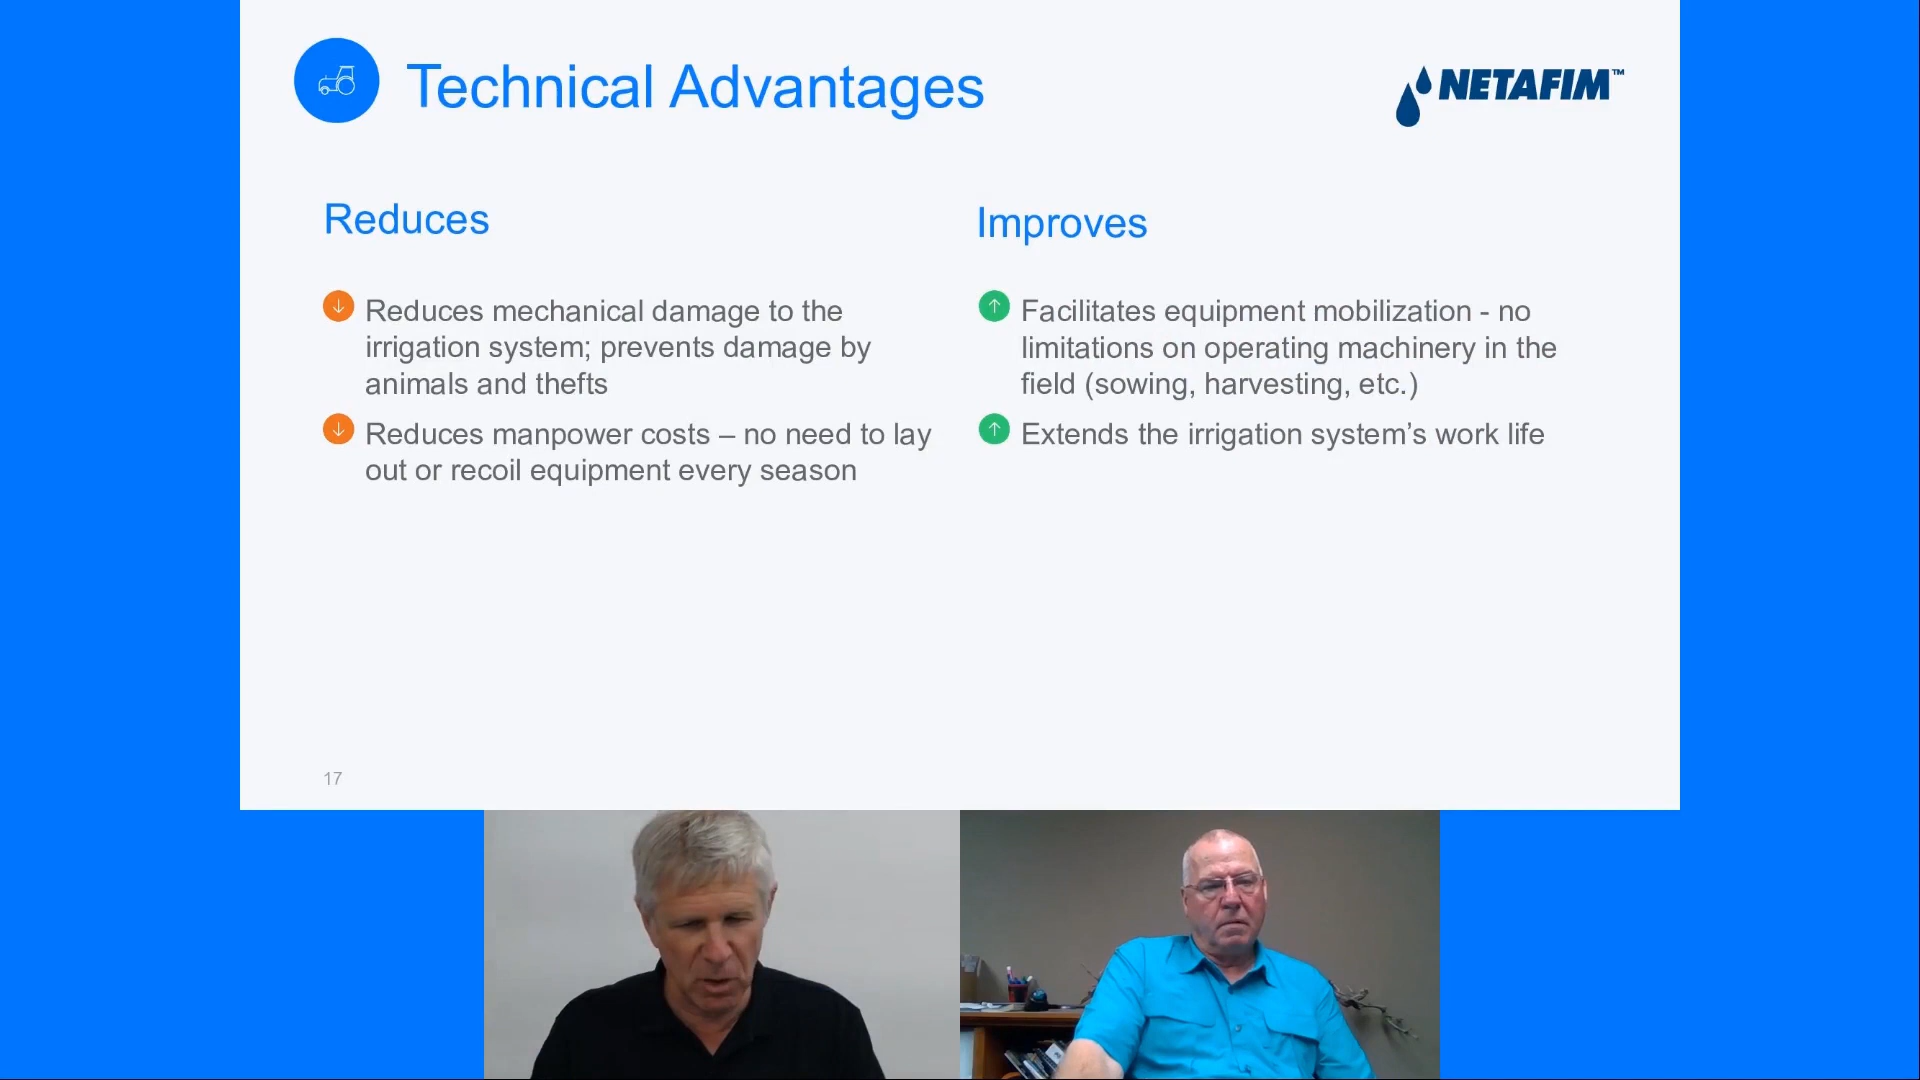 Technical Advantages
NETAFIM™
Reduces
Reduces mechanical damage to the
irrigation system; prevents damage by
animals and thefts
Reduces manpower costs – no need to lay
out or recoil equipment every season
Improves
Facilitates equipment mobilization - no
limitations on operating machinery in the
field (sowing, harvesting, etc.)
Extends the irrigation system’s work life
17